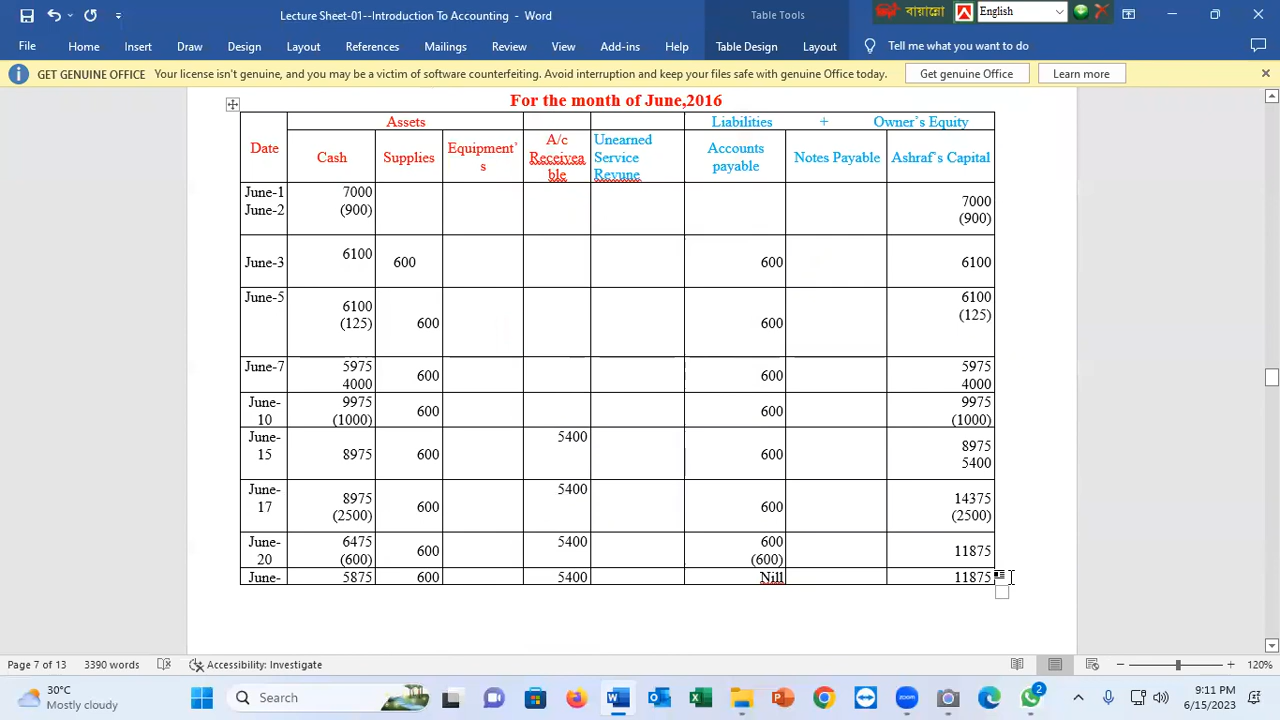 Lecture Sheet-01--Supplies To Accounting - Word
Table Tools
বায়ান্নো
English
File Home Insert Draw Design Layout References Mailings Review View Add-ins Help Table Design Layout Tell me what you want to do
GET GENUINE OFFICE Your license isn't genuine, and you may be a victim of software counterfeiting. Avoid interruption and keep your files safe with genuine Office today. Get genuine Office Learn more
For the month of June,2016
Assets Liabilities + Owner's Equity
Date Cash Supplies Equipment' s A/c Receivea ble Unearned Service Revune Accounts payable Notes Payable Ashraf's Capital
June-1 7000 7000
June-2 (900) (900)
June-3 6100 600 600 6100
June-5 6100 6100
(125) 600 600 (125)
June-7 5975 600 600 5975
4000 4000
June- 9975 600 600 9975
10 (1000) (1000)
June- 5400 8975
15 8975 600 600 5400
June- 5400 14375
17 8975 600 600 (2500)
(2500)
June- 6475 600 5400 600 11875
20 (600) (600)
June- 5875 600 5400 Nill 11875
Page 7 of 13 3390 words Accessibility: Investigate 120%
30°C
Mostly cloudy
Search
2
9:11 PM
6/15/2023